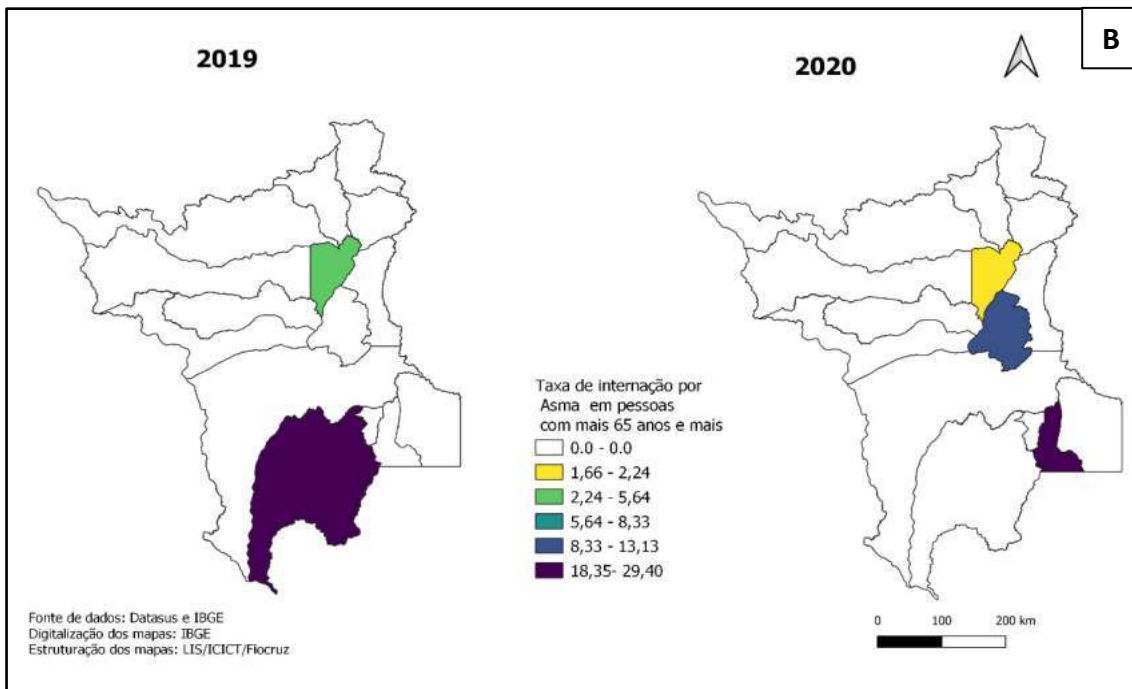 B
2019
2020
Taxa de internação por
Asma em pessoas
com mais 65 anos e mais
0.0 - 0.0
1,66 - 2,24
2,24 - 5,64
5,64 - 8,33
8,33 - 13,13
18,35- 29,40
Fonte de dados: Datasus e IBGE
Digitalização dos mapas: IBGE
Estruturação dos mapas: LIS/ICICT/Fiocruz
0 100 200 km